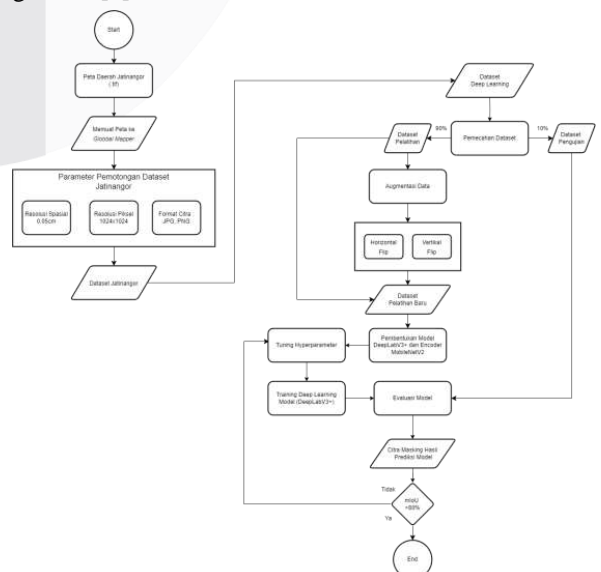 Start
Peta Daerah Jatinangor
(.tif)
Memuat Peta ke
Gloobal Mapper
Parameter Pemotongan Dataset
Jatinangor
Resolusi Spasial
0.05cm
Resolusi Piksel
1024x1024
Format Citra :
JPG, PNG
Dataset Jatinangor
Dataset
Deep Learning
Pemecahan Dataset
90%
10%
Dataset
Pelatihan
Dataset
Pengujian
Augmentasi Data
Horizontal
Flip
Vertikal
Flip
Dataset
Pelatihan Baru
Pembentukan Model
DeepLabV3+ dan Encoder
MobileNetV2
Tuning Hyperparameter
Training Deep Learning
Model (DeepLabV3+)
Evaluasi Model
Citra Masking Hasil
Prediksi Model
Tidak
Ya
End